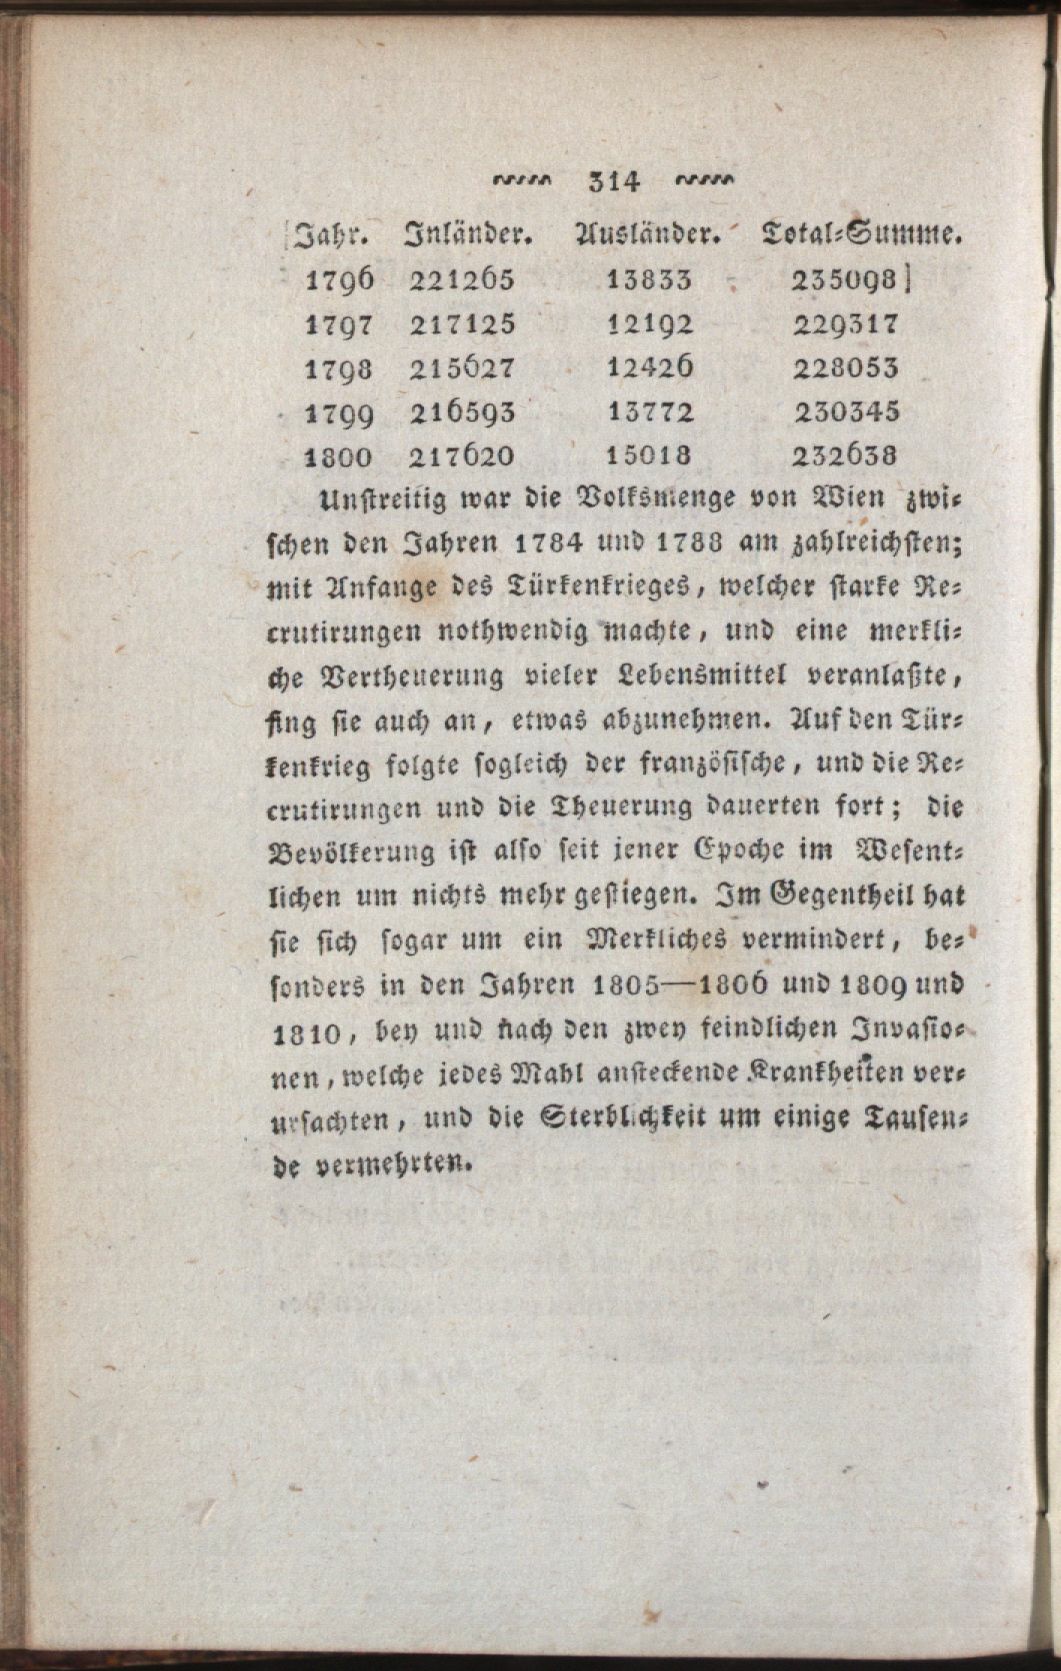 314
Jahr. Inländer. Ausländer. Total-Summe.
1796 221265 13833 235098
1797 217125 12192 229317
1798 215627 12426 228053
1799 216593 13772 230345
1800 217620 15018 232638
Unstreitig war die Volksmenge von Wien zwi-
schen den Jahren 1784 und 1788 am zahlreichsten;
mit Anfange des Türkenkrieges, welcher starke Re-
crutirungen nothwendig machte, und eine merkli-
che Vertheuerung vieler Lebensmittel veranlaßte,
fing sie auch an, etwas abzunehmen. Auf den Tür-
kenkrieg folgte sogleich der französische, und die Re-
crutirungen und die Theuerung dauerten fort; die
Bevölkerung ist also seit jener Epoche im Wesent-
lichen um nichts mehr gestiegen. Im Gegentheil hat
sie sich sogar um ein Merkliches vermindert, be-
sonders in den Jahren 1805—1806 und 1809 und
1810, bey und nach den zwey feindlichen Invasio-
nen, welche jedes Mahl ansteckende Krankheiten ver-
ursachten, und die Sterblichkeit um einige Tausen-
de vermehrten.